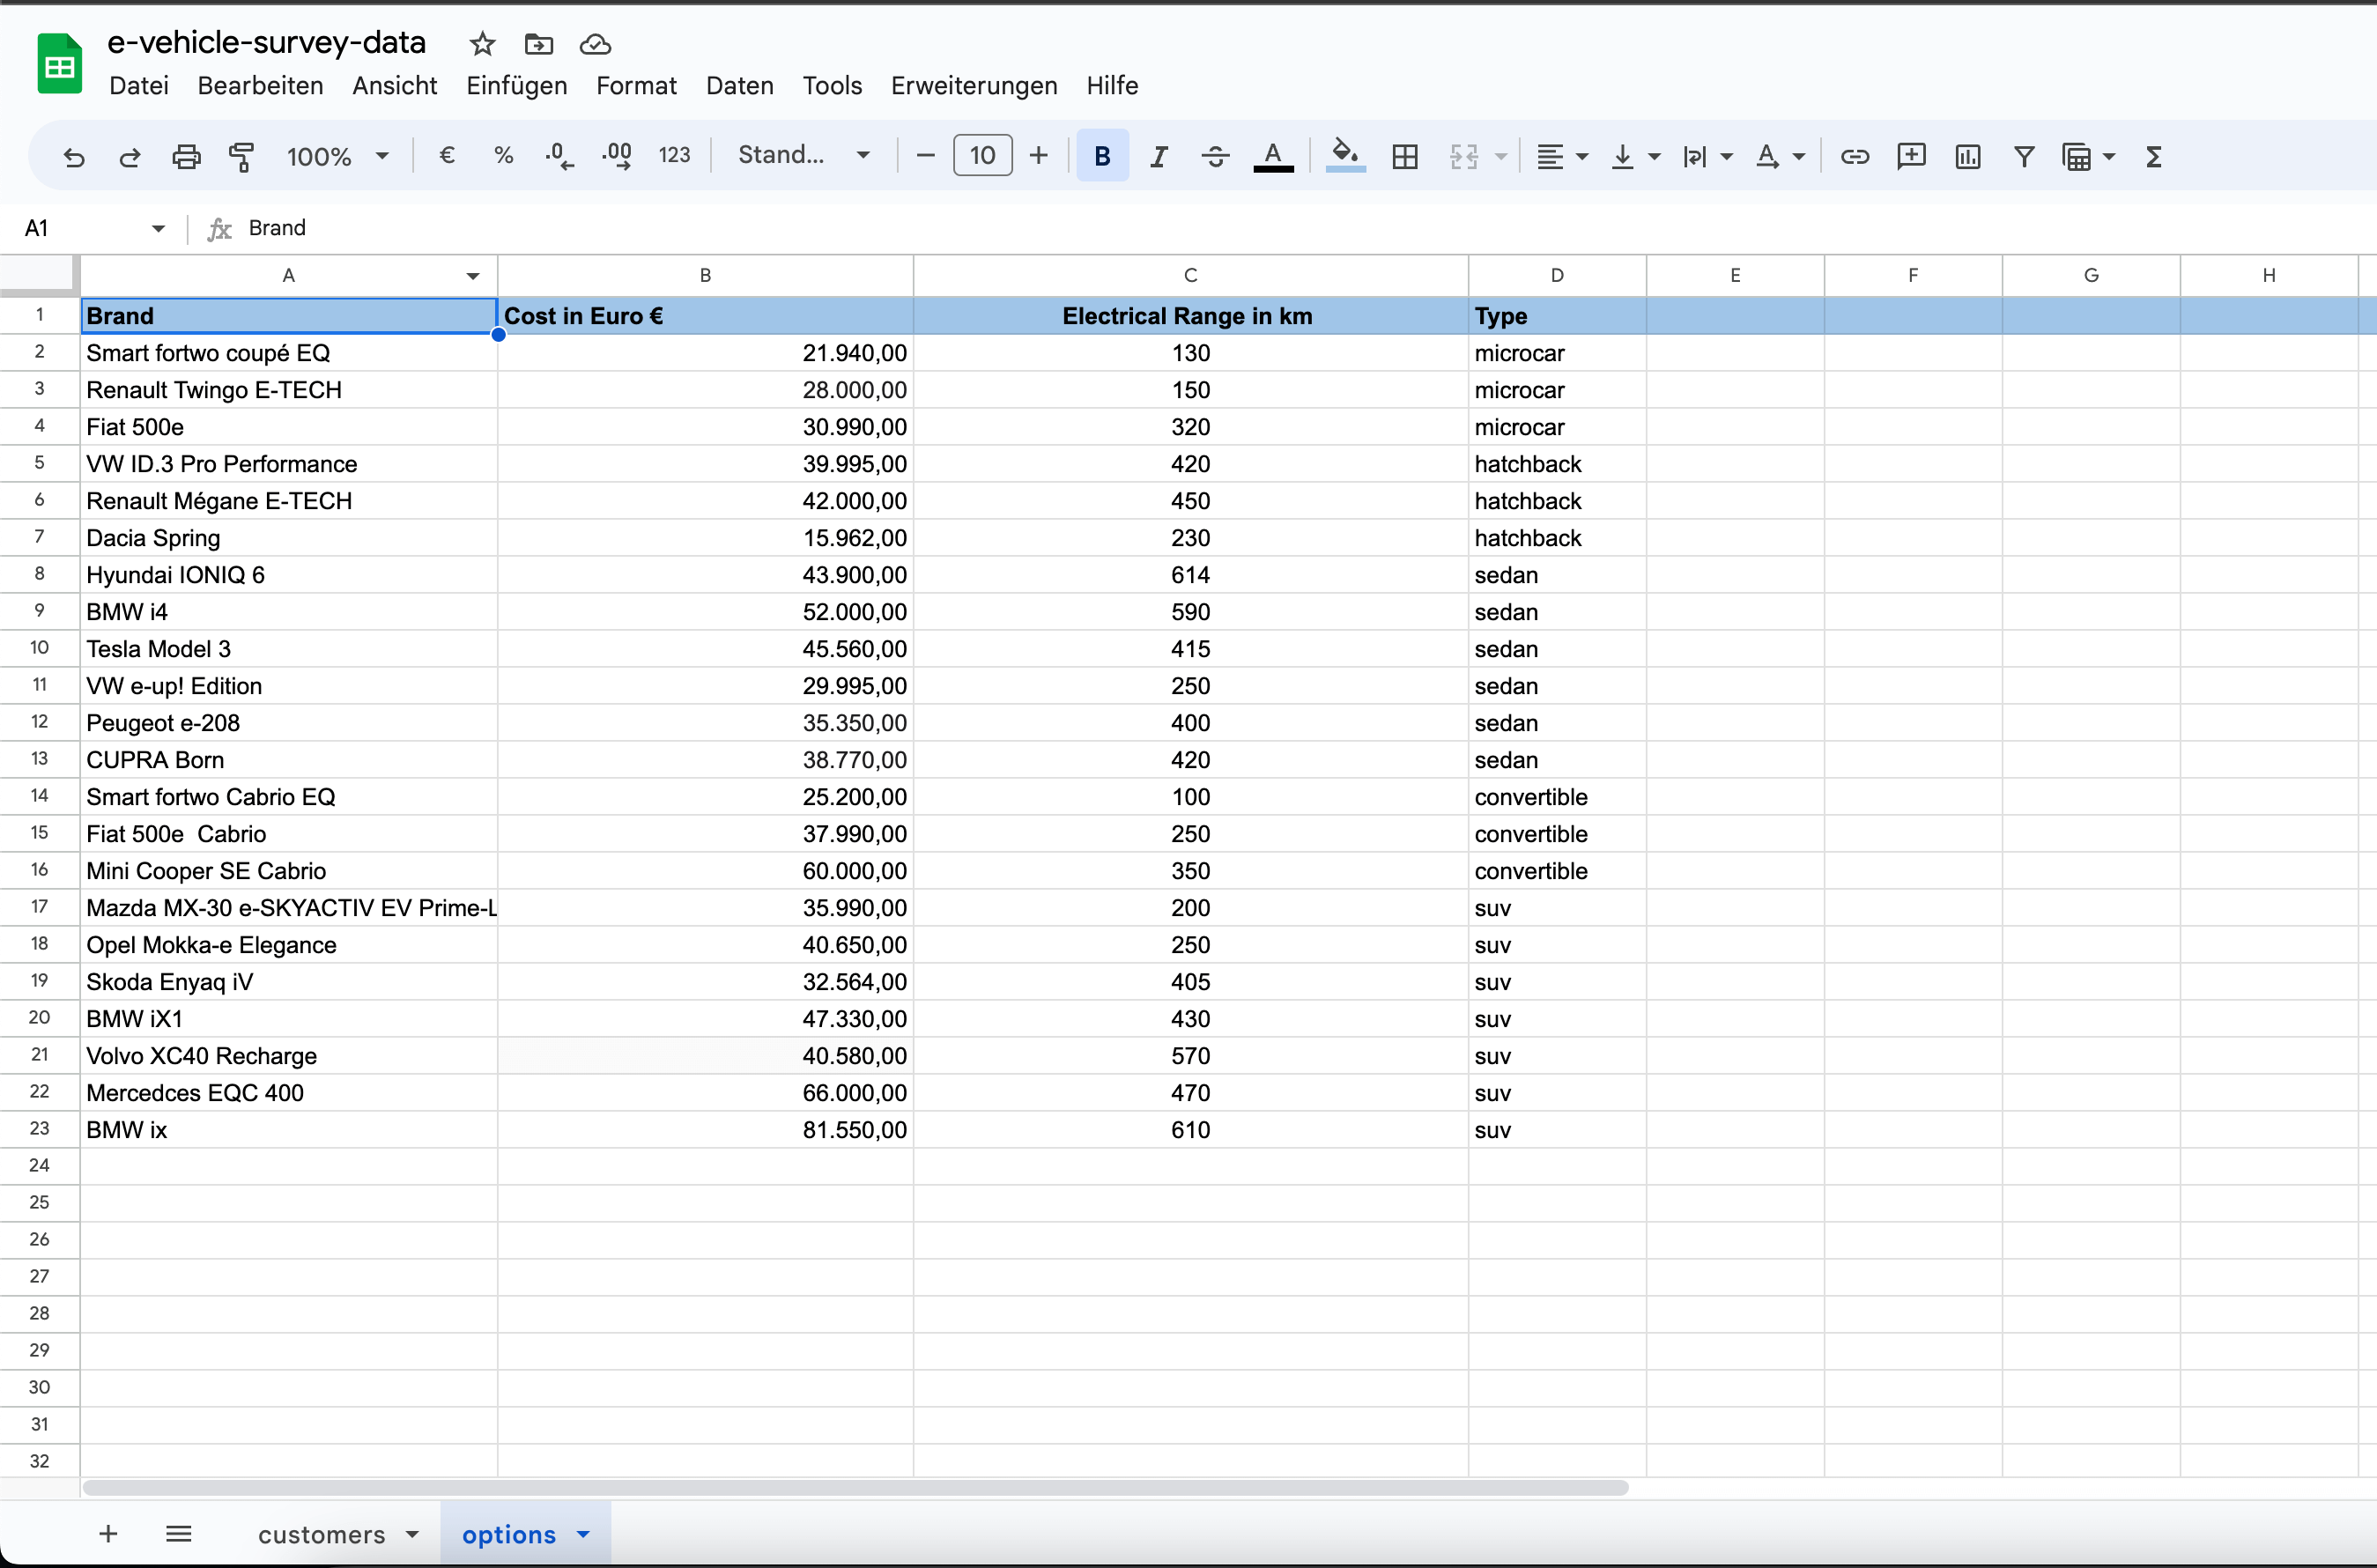 e-vehicle-survey-data
Datei Bearbeiten Ansicht Einfügen Format Daten Tools Erweiterungen Hilfe
100% € % .0 .00 123 Stand... − 10 + B I S A A Σ
A1 fx Brand
A B C D E F G H
1 Brand Cost in Euro € Electrical Range in km Type
2 Smart fortwo coupé EQ 21.940,00 130 microcar
3 Renault Twingo E-TECH 28.000,00 150 microcar
4 Fiat 500e 30.990,00 320 microcar
5 VW ID.3 Pro Performance 39.995,00 420 hatchback
6 Renault Mégane E-TECH 42.000,00 450 hatchback
7 Dacia Spring 15.962,00 230 hatchback
8 Hyundai IONIQ 6 43.900,00 614 sedan
9 BMW i4 52.000,00 590 sedan
10 Tesla Model 3 45.560,00 415 sedan
11 VW e-up! Edition 29.995,00 250 sedan
12 Peugeot e-208 35.350,00 400 sedan
13 CUPRA Born 38.770,00 420 sedan
14 Smart fortwo Cabrio EQ 25.200,00 100 convertible
15 Fiat 500e  Cabrio 37.990,00 250 convertible
16 Mini Cooper SE Cabrio 60.000,00 350 convertible
17 Mazda MX-30 e-SKYACTIV EV Prime-L 35.990,00 200 suv
18 Opel Mokka-e Elegance 40.650,00 250 suv
19 Skoda Enyaq iV 32.564,00 405 suv
20 BMW iX1 47.330,00 430 suv
21 Volvo XC40 Recharge 40.580,00 570 suv
22 Mercedces EQC 400 66.000,00 470 suv
23 BMW ix 81.550,00 610 suv
24
25
26
27
28
29
30
31
32
+ customers options